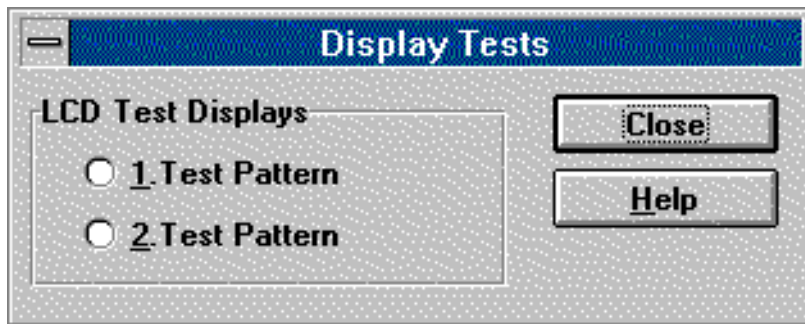 Display Tests
LCD Test Displays
1.Test Pattern
2.Test Pattern
Close
Help